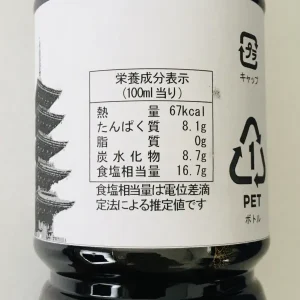 栄養成分表示
(100ml当り)
熱量 67kcal
たんぱく質 8.1g
脂質 0g
炭水化物 8.7g
食塩相当量 16.7g
食塩相当量は電位差滴
定法による推定値です
プラ
キャップ
1
PET
ボトル